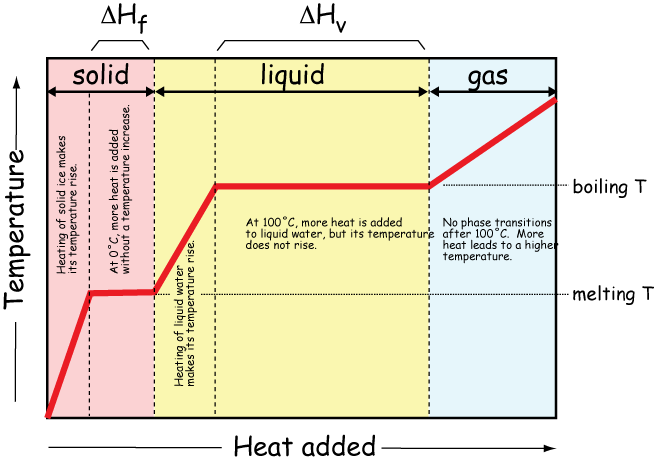 ΔHf
ΔHv
solid
liquid
gas
Heating of solid ice makes
its temperature rise.
At 0˚C, more heat is added
without a temperature increase.
Heating of liquid water
makes its temperature rise.
At 100˚C, more heat is added
to liquid water, but its temperature
does not rise.
No phase transitions
after 100˚C. More
heat leads to a higher
temperature.
boiling T
melting T
Temperature
Heat added